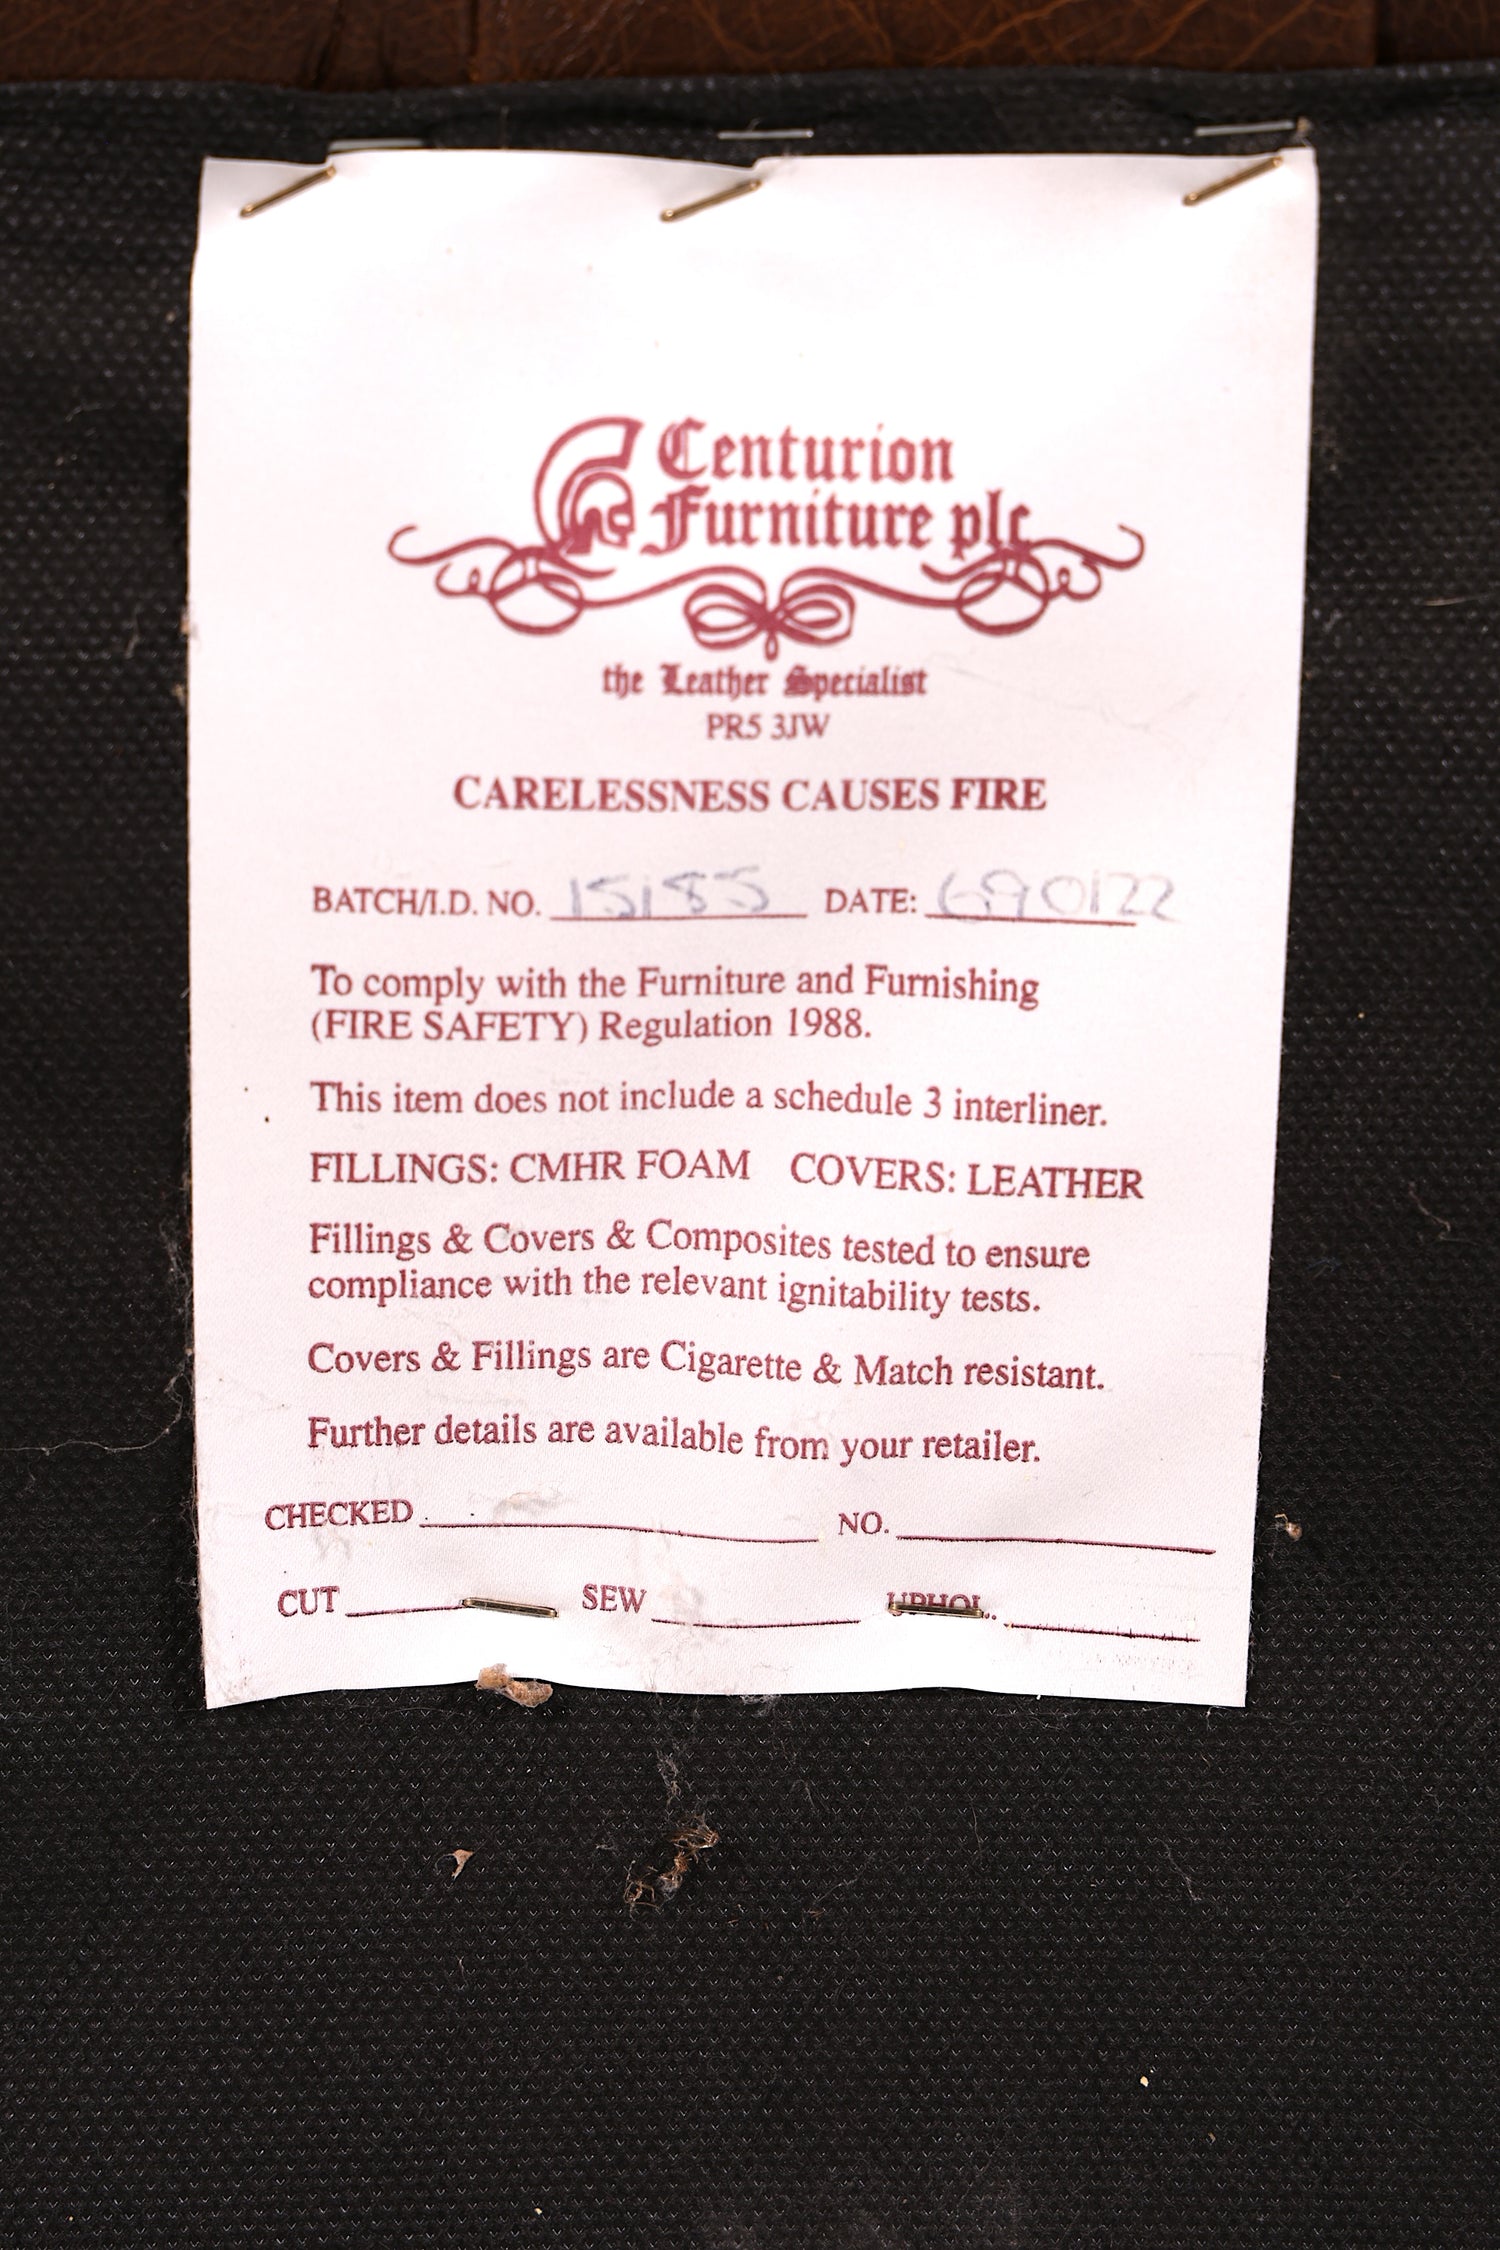 Centurion
Furniture plc
the Leather Specialist
PR5 3JW
CARELESSNESS CAUSES FIRE
BATCH/I.D. NO. 15185 DATE:
To comply with the Furniture and Furnishing
(FIRE SAFETY) Regulation 1988.
This item does not include a schedule 3 interliner.
FILLINGS: CMHR FOAM COVERS: LEATHER
Fillings & Covers & Composites tested to ensure
compliance with the relevant ignitability tests.
Covers & Fillings are Cigarette & Match resistant.
Further details are available from your retailer.
CHECKED NO.
CUT SEW UPHOL.